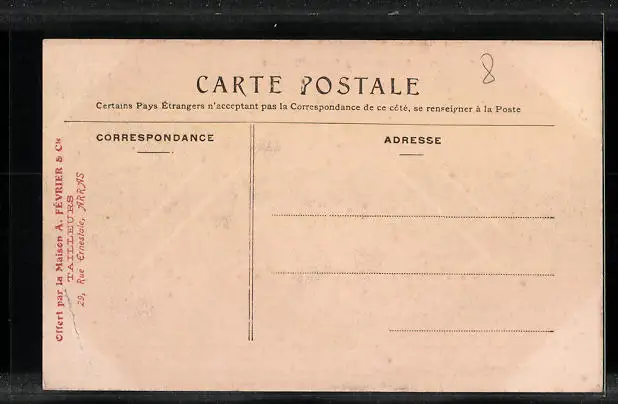 8
CARTE POSTALE
Certains Pays Étrangers n'acceptant pas la Correspondance de ce côté, se renseigner à la Poste
CORRESPONDANCE
ADRESSE
Offert par la Maison A. FÉVRIER & Cie
TAILLEURS
29, Rue Ernestale, ARRAS